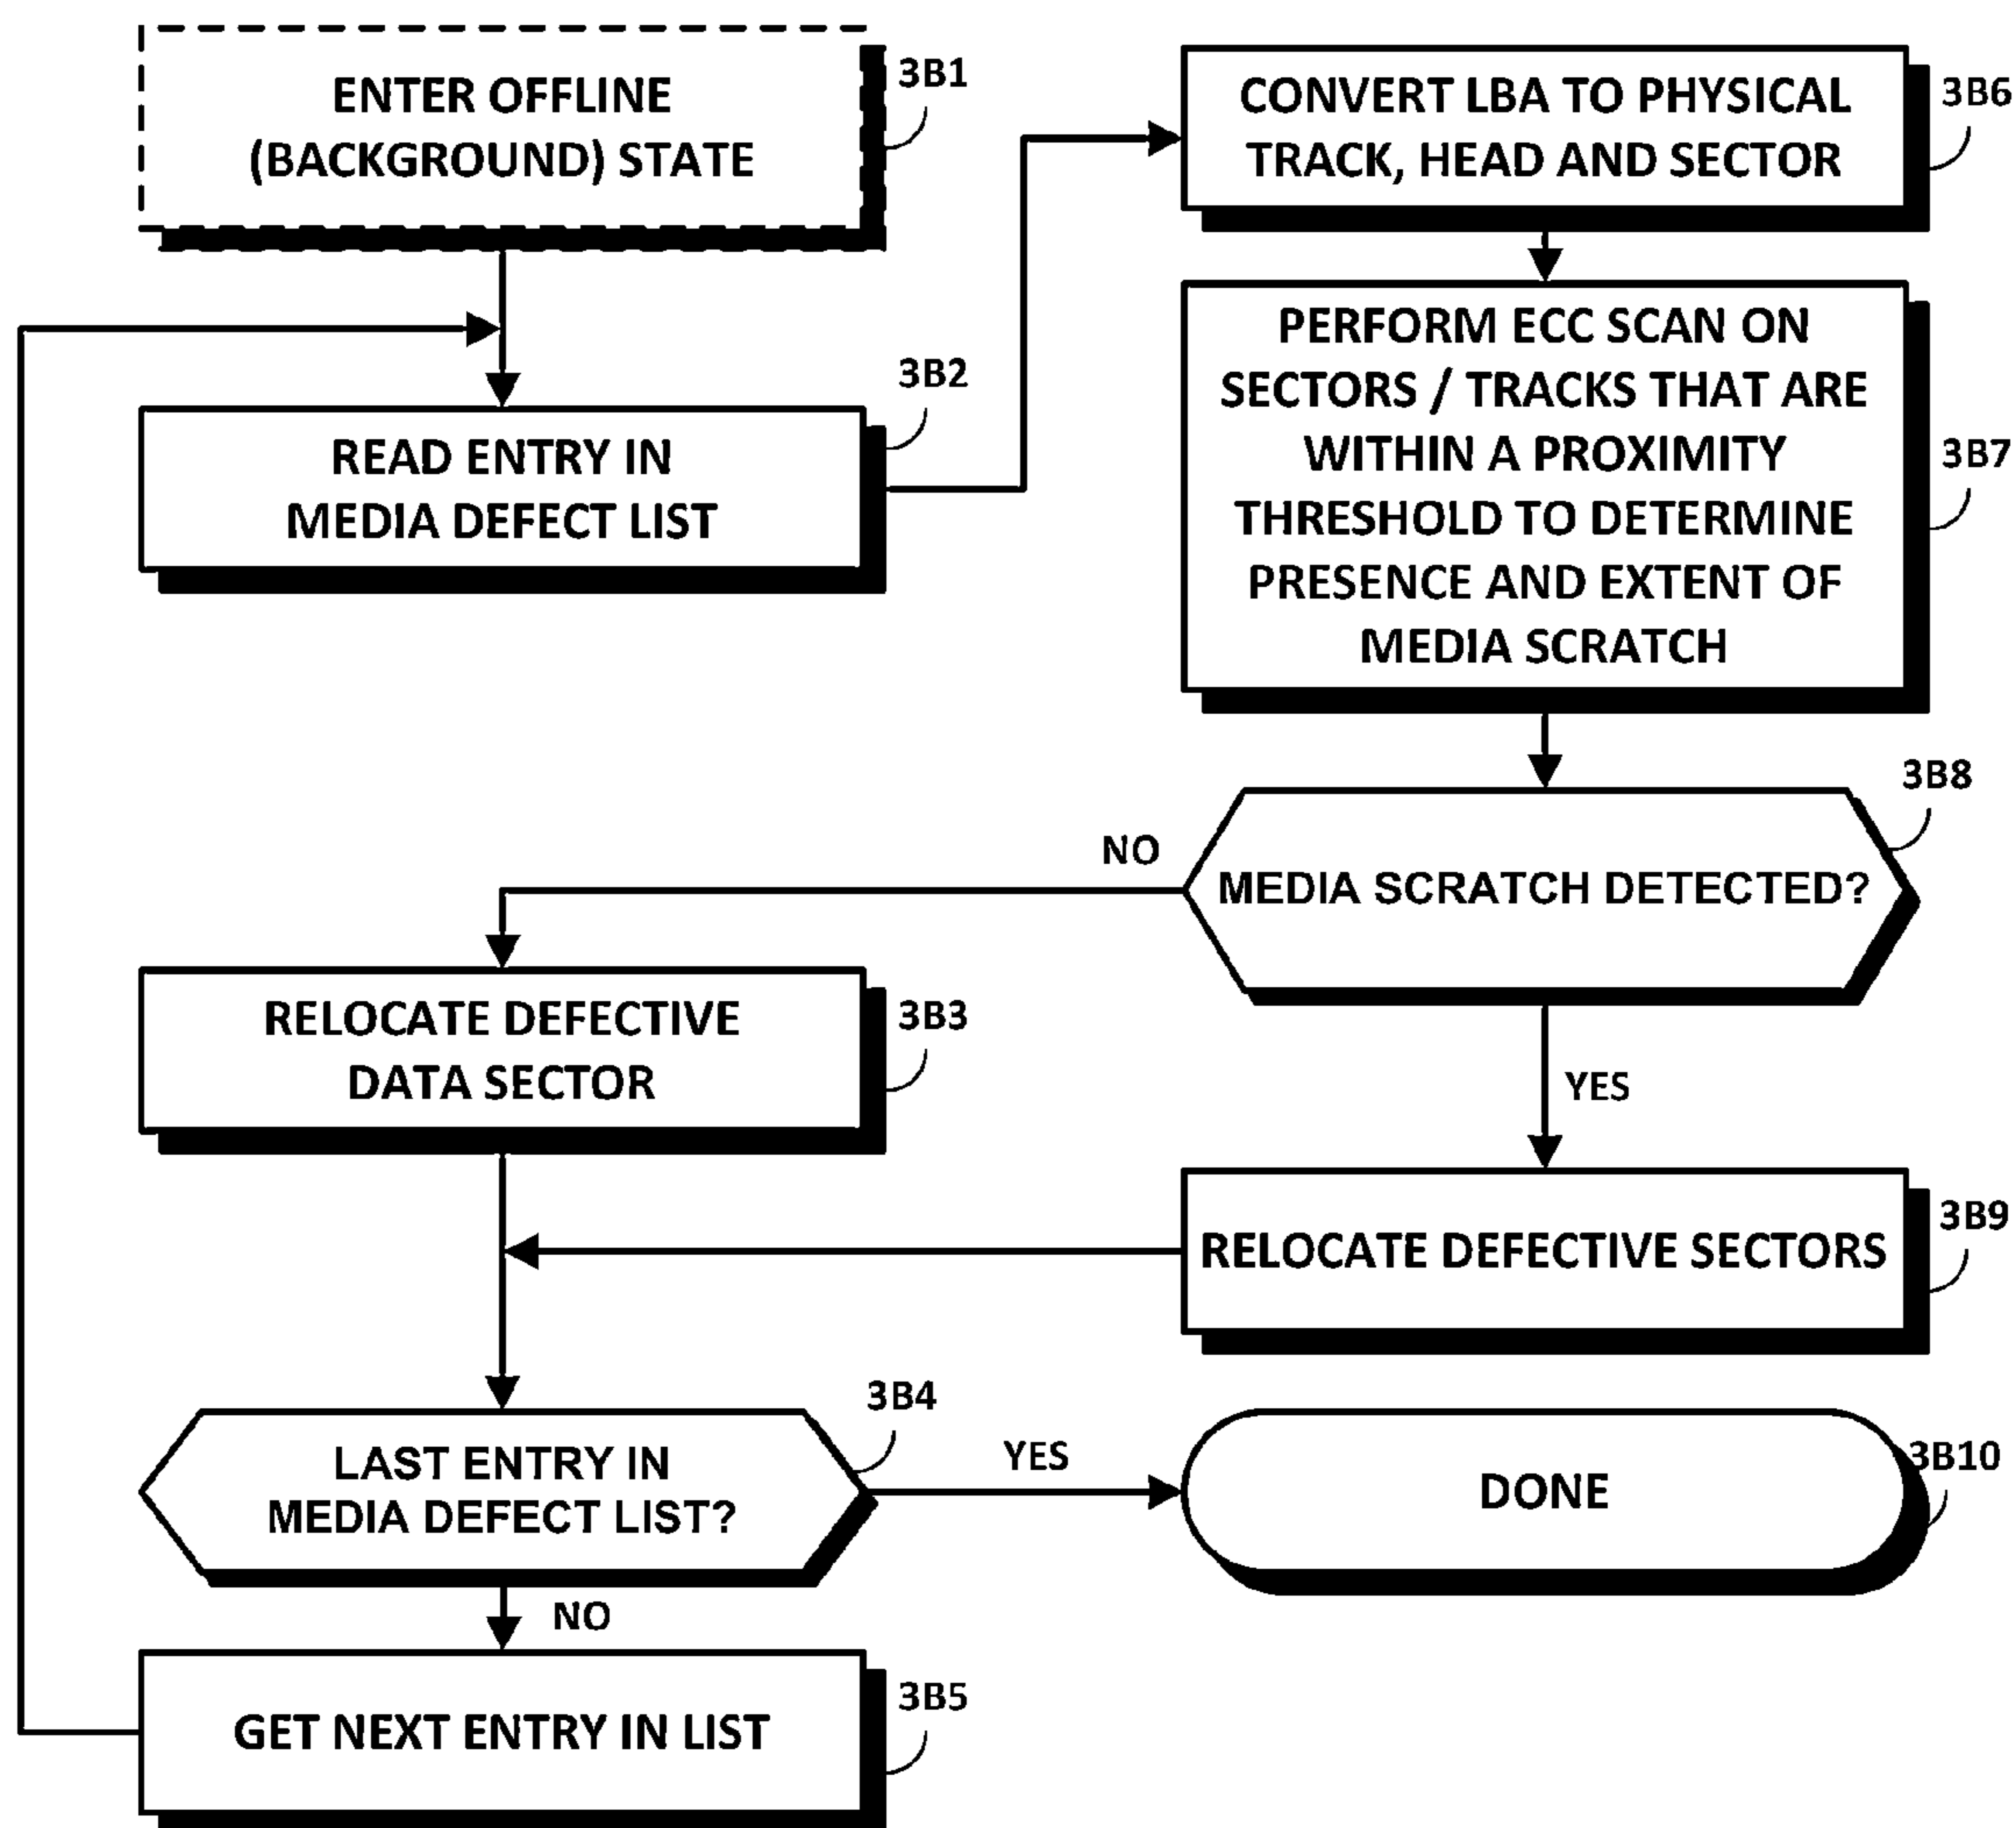 ENTER OFFLINE
(BACKGROUND) STATE
3B1
READ ENTRY IN
MEDIA DEFECT LIST
3B2
CONVERT LBA TO PHYSICAL
TRACK, HEAD AND SECTOR
3B6
PERFORM ECC SCAN ON
SECTORS / TRACKS THAT ARE
WITHIN A PROXIMITY
THRESHOLD TO DETERMINE
PRESENCE AND EXTENT OF
MEDIA SCRATCH
3B7
MEDIA SCRATCH DETECTED?
3B8
NO
YES
RELOCATE DEFECTIVE
DATA SECTOR
3B3
RELOCATE DEFECTIVE SECTORS
3B9
LAST ENTRY IN
MEDIA DEFECT LIST?
3B4
YES
DONE
3B10
NO
GET NEXT ENTRY IN LIST
3B5